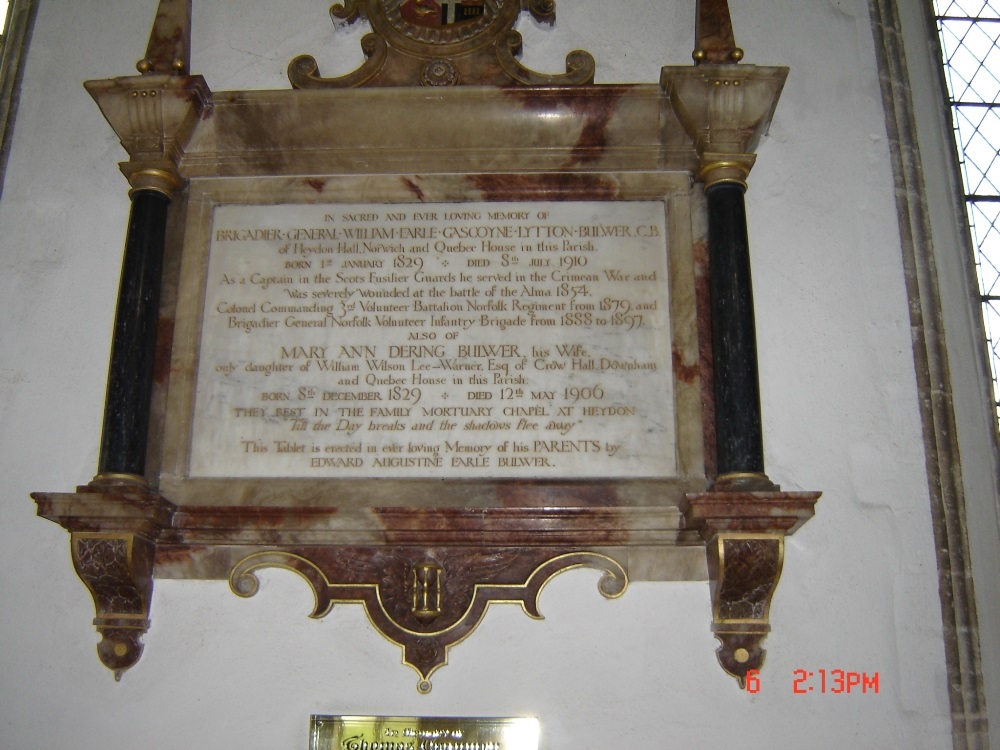 IN SACRED AND EVER LOVING MEMORY OF
BRIGADIER·GENERAL·WILLIAM·EARLE·GASCOYNE·LYTTON·BULWER, C.B.
of Heydon Hall, Norwich and Quebec House in this Parish.
BORN 1ST JANUARY 1829 ✢ DIED 8TH JULY 1910
As a Captain in the Scots Fusilier Guards he served in the Crimean War and
was severely wounded at the battle of the Alma 1854.
Colonel Commanding 3rd Volunteer Battalion Norfolk Regiment from 1879, and
Brigadier General Norfolk Volunteer Infantry Brigade from 1888 to 1897.
ALSO OF
MARY ANN DERING BULWER, his Wife,
only daughter of William Wilson Lee-Warner, Esq of Crow Hall, Downham
and Quebec House in this Parish.
BORN 8TH DECEMBER 1829 ✢ DIED 12TH MAY 1906
THEY REST IN THE FAMILY MORTUARY CHAPEL AT HEYDON
"Till the Day breaks and the shadows flee away"
This Tablet is erected in ever loving Memory of his PARENTS by
EDWARD AUGUSTINE EARLE BULWER.
In Memory of
Thomas
6 2:13PM